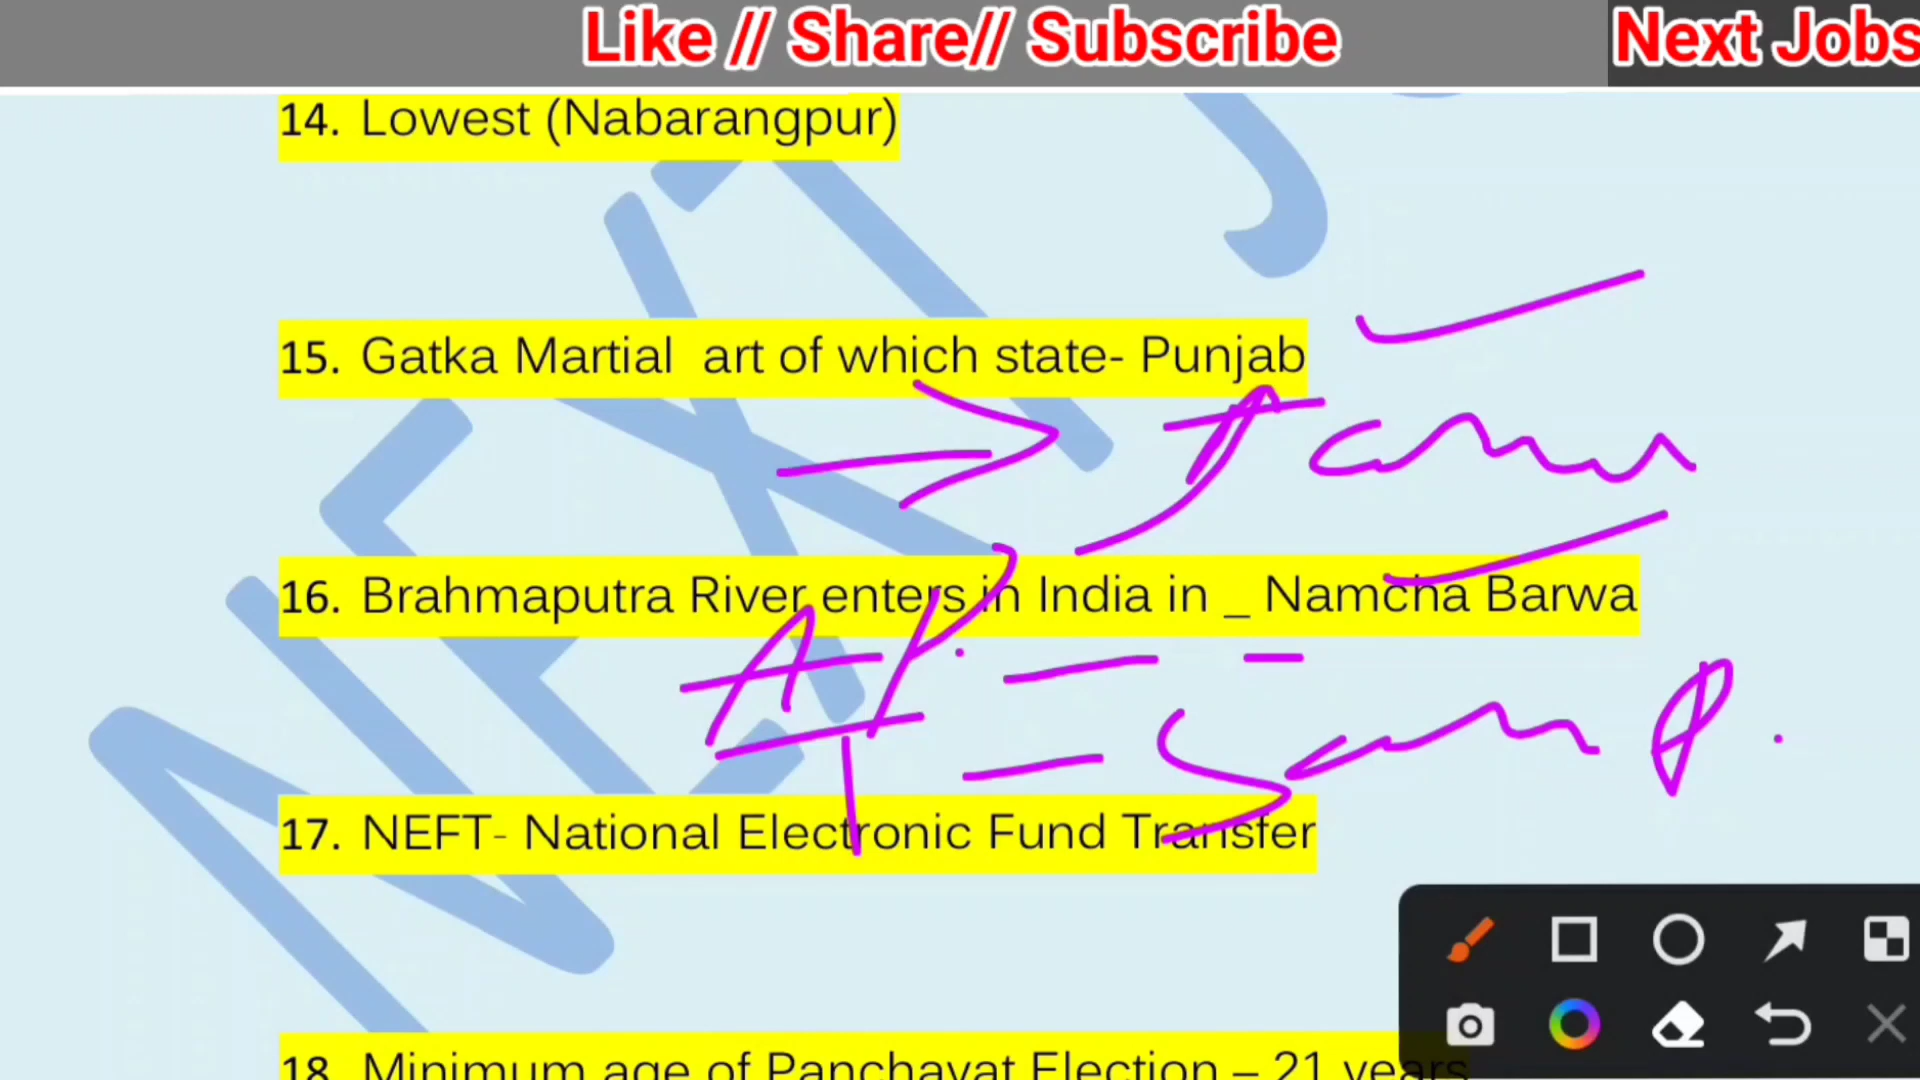 Like // Share// Subscribe
Next Jobs
14. Lowest (Nabarangpur)
15. Gatka Martial art of which state- Punjab
16. Brahmaputra River enters in India in _ Namcha Barwa
17. NEFT- National Electronic Fund Transfer
18. Minimum age of Panchayat Election – 21 years